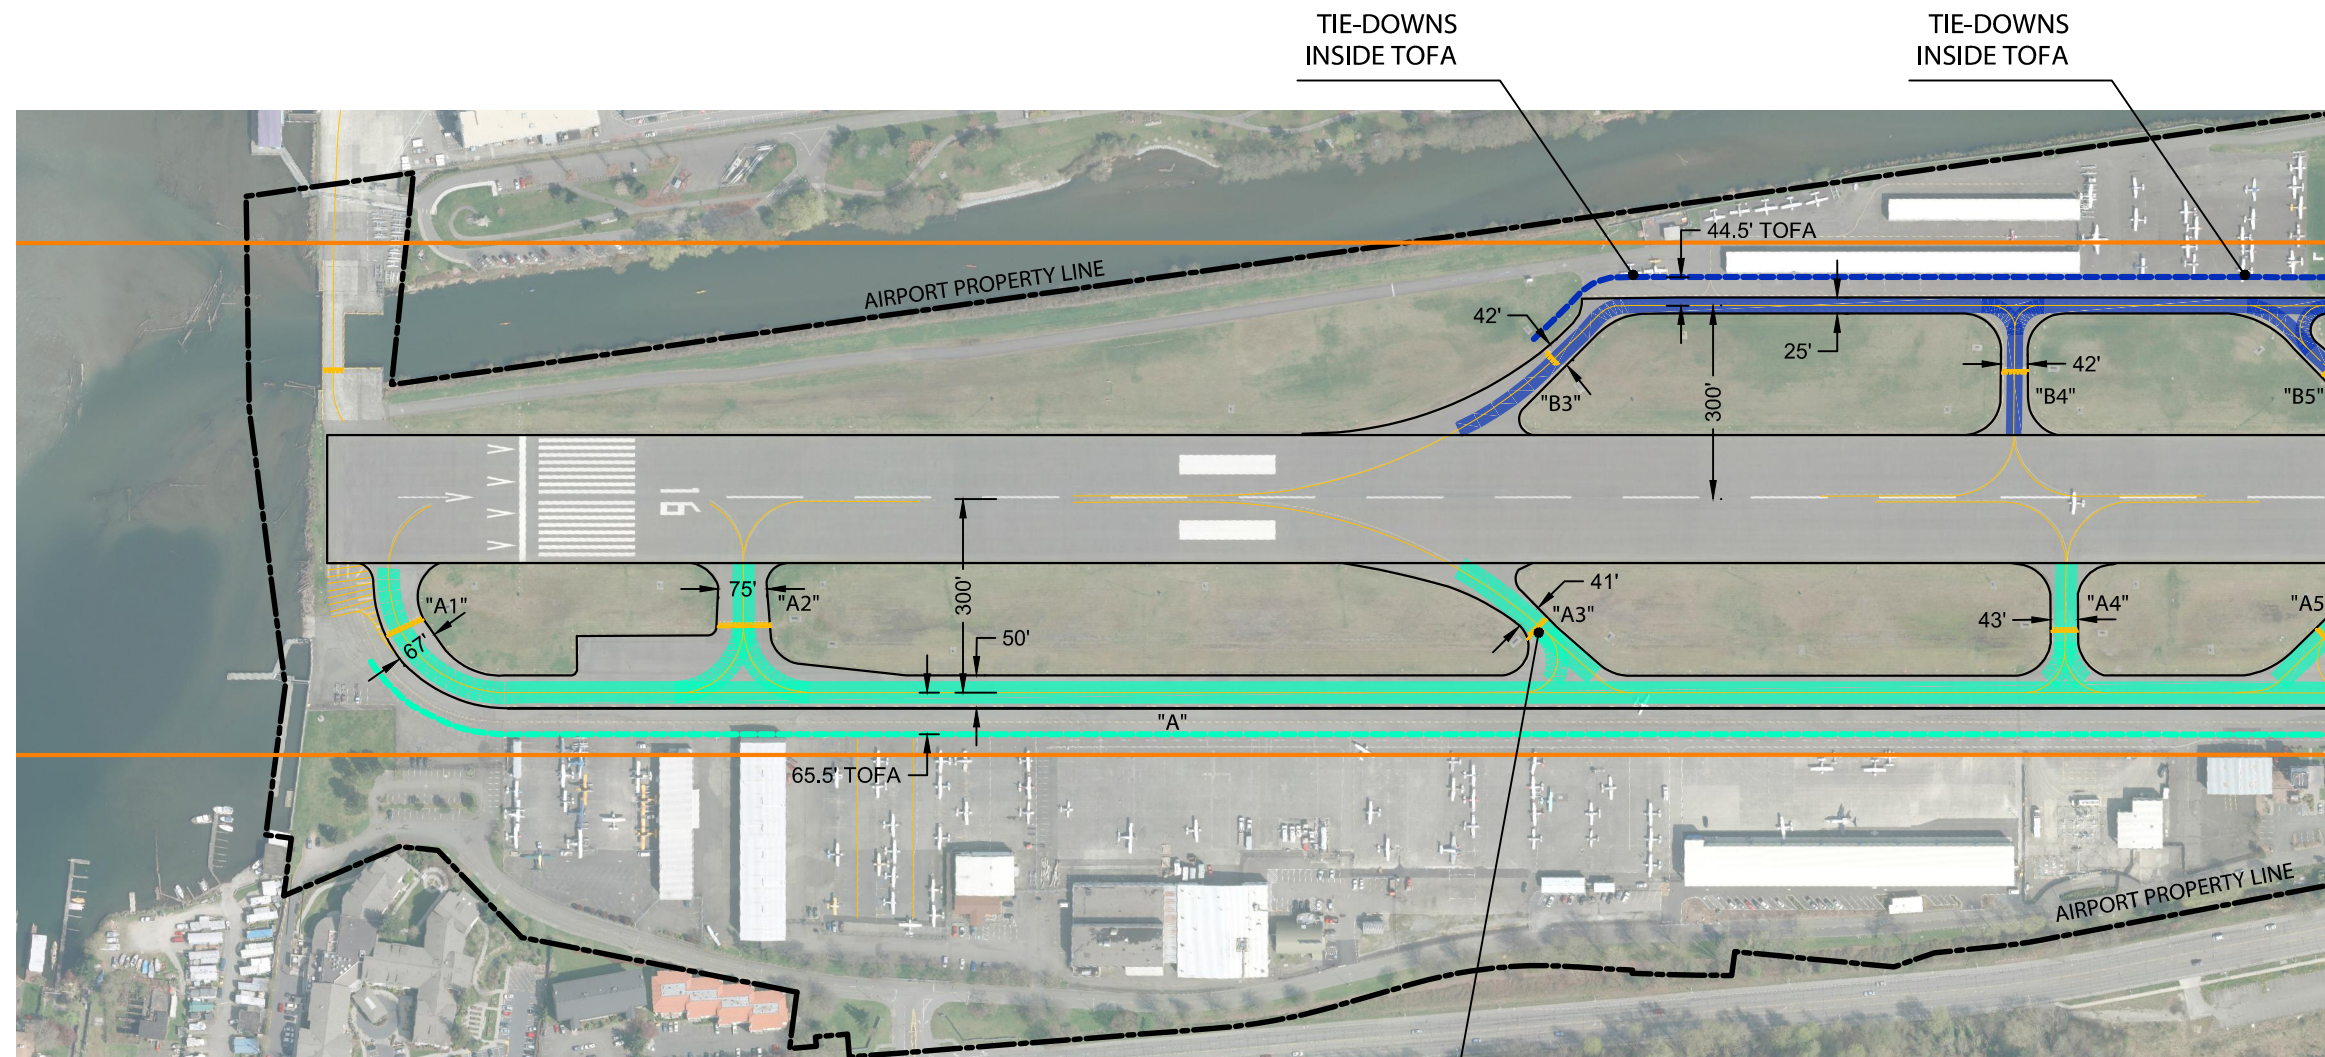 TIE-DOWNS
INSIDE TOFA
TIE-DOWNS
INSIDE TOFA
44.5' TOFA
AIRPORT PROPERTY LINE
42'
25'
42'
"B3"
300'
"B4"
"B5"
16
"A1"
67'
75'
"A2"
300'
50'
41'
"A3"
43'
"A4"
"A5
"A"
65.5' TOFA
AIRPORT PROPERTY LINE